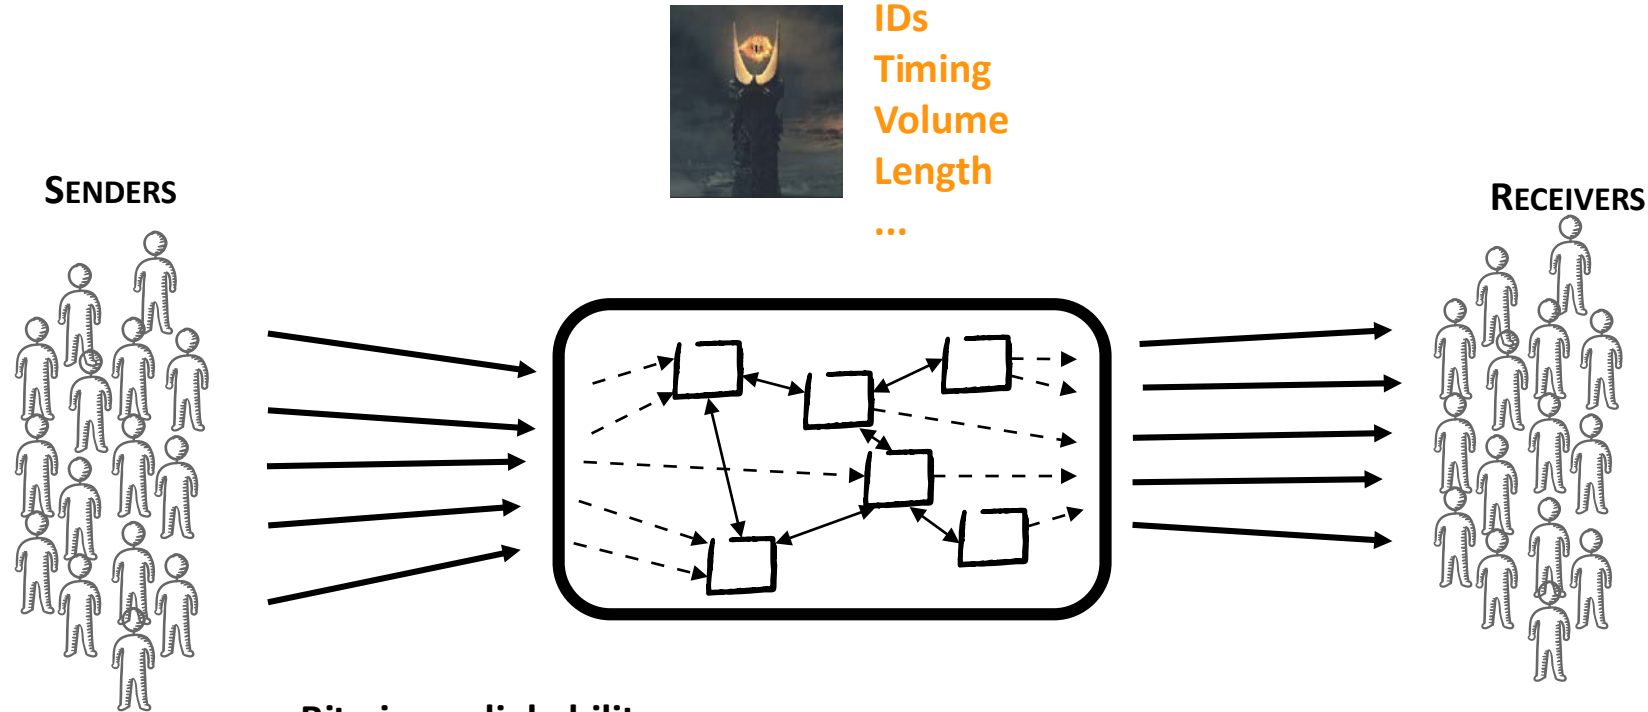 IDs
Timing
Volume
Length
...
SENDERS
RECEIVERS